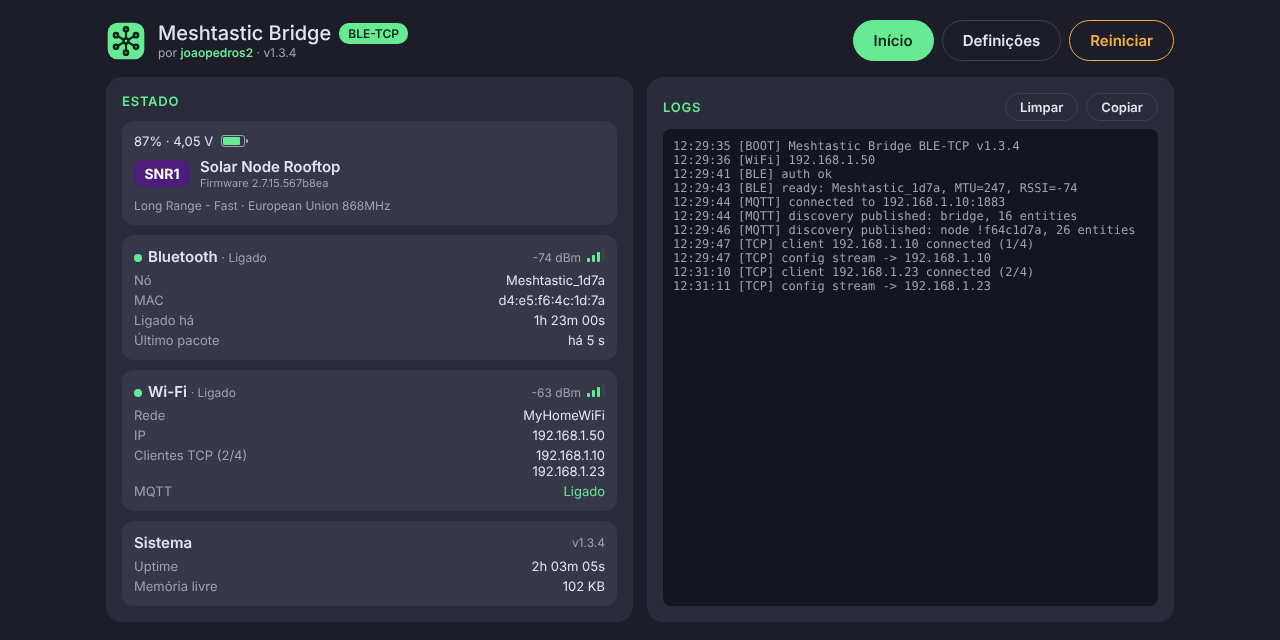 Meshtastic Bridge BLE-TCP
por joaopedros2 · v1.3.4
Início Definições Reiniciar
ESTADO
87% · 4,05 V
SNR1 Solar Node Rooftop
Firmware 2.7.15.567b8ea
Long Range - Fast · European Union 868MHz
Bluetooth · Ligado -74 dBm
Nó Meshtastic_1d7a
MAC d4:e5:f6:4c:1d:7a
Ligado há 1h 23m 00s
Último pacote há 5 s
Wi-Fi · Ligado -63 dBm
Rede MyHomeWiFi
IP 192.168.1.50
Clientes TCP (2/4) 192.168.1.10
192.168.1.23
MQTT Ligado
Sistema v1.3.4
Uptime 2h 03m 05s
Memória livre 102 KB
LOGS Limpar Copiar
12:29:35 [BOOT] Meshtastic Bridge BLE-TCP v1.3.4
12:29:36 [WiFi] 192.168.1.50
12:29:41 [BLE] auth ok
12:29:43 [BLE] ready: Meshtastic_1d7a, MTU=247, RSSI=-74
12:29:44 [MQTT] connected to 192.168.1.10:1883
12:29:44 [MQTT] discovery published: bridge, 16 entities
12:29:46 [MQTT] discovery published: node !f64c1d7a, 26 entities
12:29:47 [TCP] client 192.168.1.10 connected (1/4)
12:29:47 [TCP] config stream -> 192.168.1.10
12:31:10 [TCP] client 192.168.1.23 connected (2/4)
12:31:11 [TCP] config stream -> 192.168.1.23